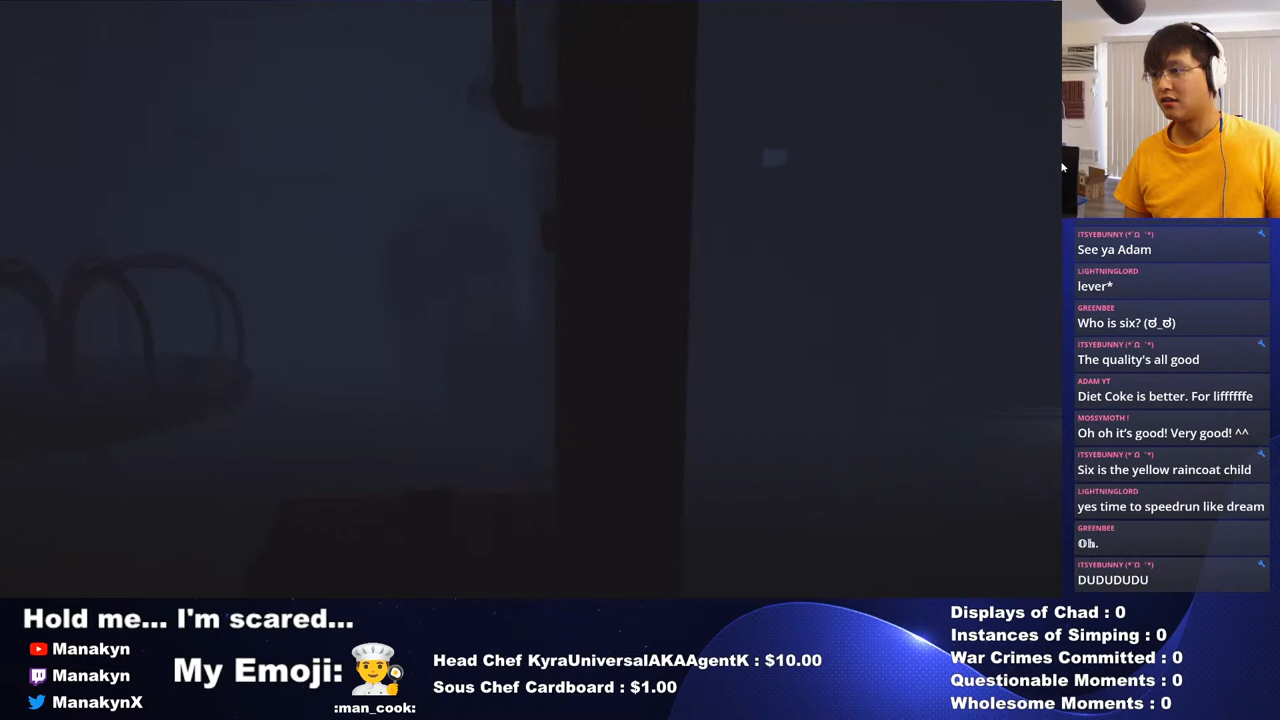 ITSYEBUNNY (*´Ω｀*)
See ya Adam
LIGHTNINGLORD
lever*
GREENBEE
Who is six? (ಠ_ಠ)
ITSYEBUNNY (*´Ω｀*)
The quality's all good
ADAM YT
Diet Coke is better. For liffffffe
MOSSYMOTH !
Oh oh it's good! Very good! ^^
ITSYEBUNNY (*´Ω｀*)
Six is the yellow raincoat child
LIGHTNINGLORD
yes time to speedrun like dream
GREENBEE
𝕆𝕙.
ITSYEBUNNY (*´Ω｀*)
DUDUDUDU
Hold me... I'm scared...
Manakyn
Manakyn
ManakynX
My Emoji:
:man_cook:
Head Chef KyraUniversalAKAAgentK : $10.00
Sous Chef Cardboard : $1.00
Displays of Chad : 0
Instances of Simping : 0
War Crimes Committed : 0
Questionable Moments : 0
Wholesome Moments : 0